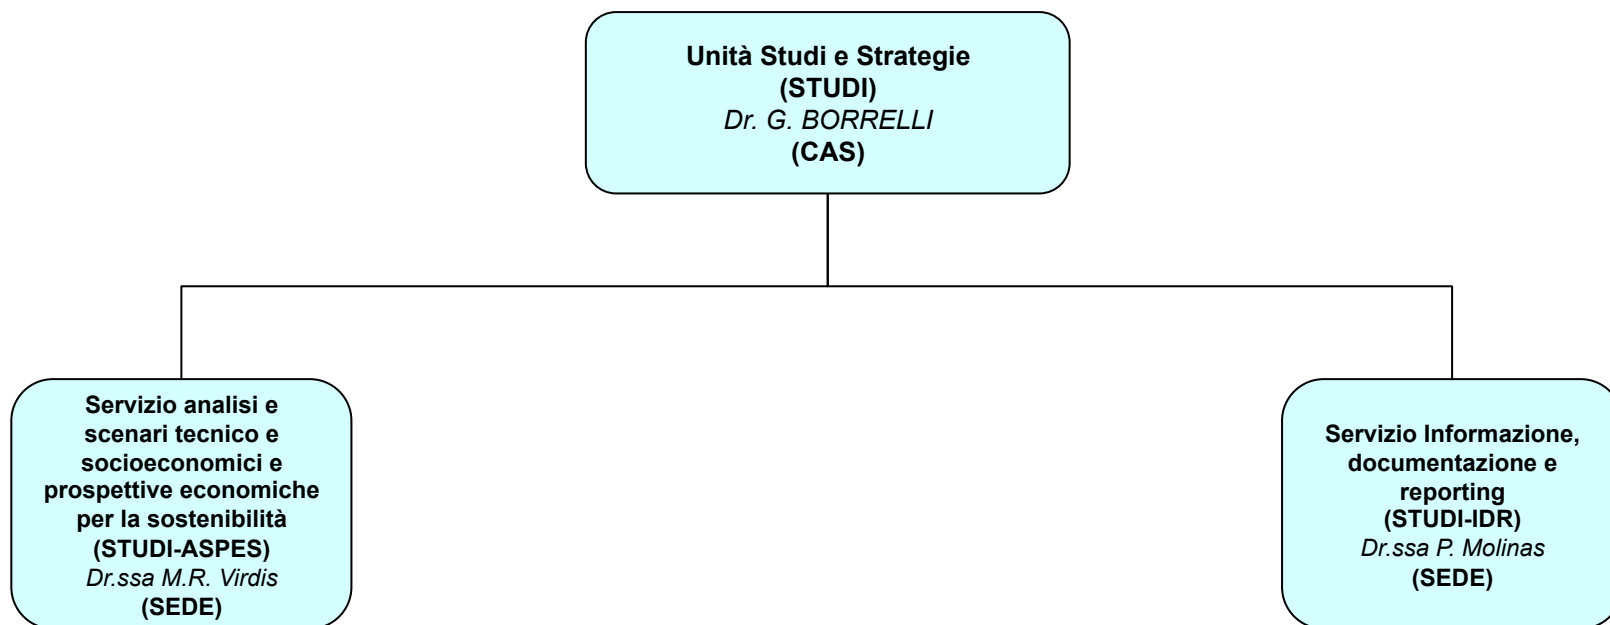 Unità Studi e Strategie
(STUDI)
Dr. G. BORRELLI
(CAS)
Servizio analisi e
scenari tecnico e
socioeconomici e
prospettive economiche
per la sostenibilità
(STUDI-ASPES)
Dr.ssa M.R. Virdis
(SEDE)
Servizio Informazione,
documentazione e
reporting
(STUDI-IDR)
Dr.ssa P. Molinas
(SEDE)